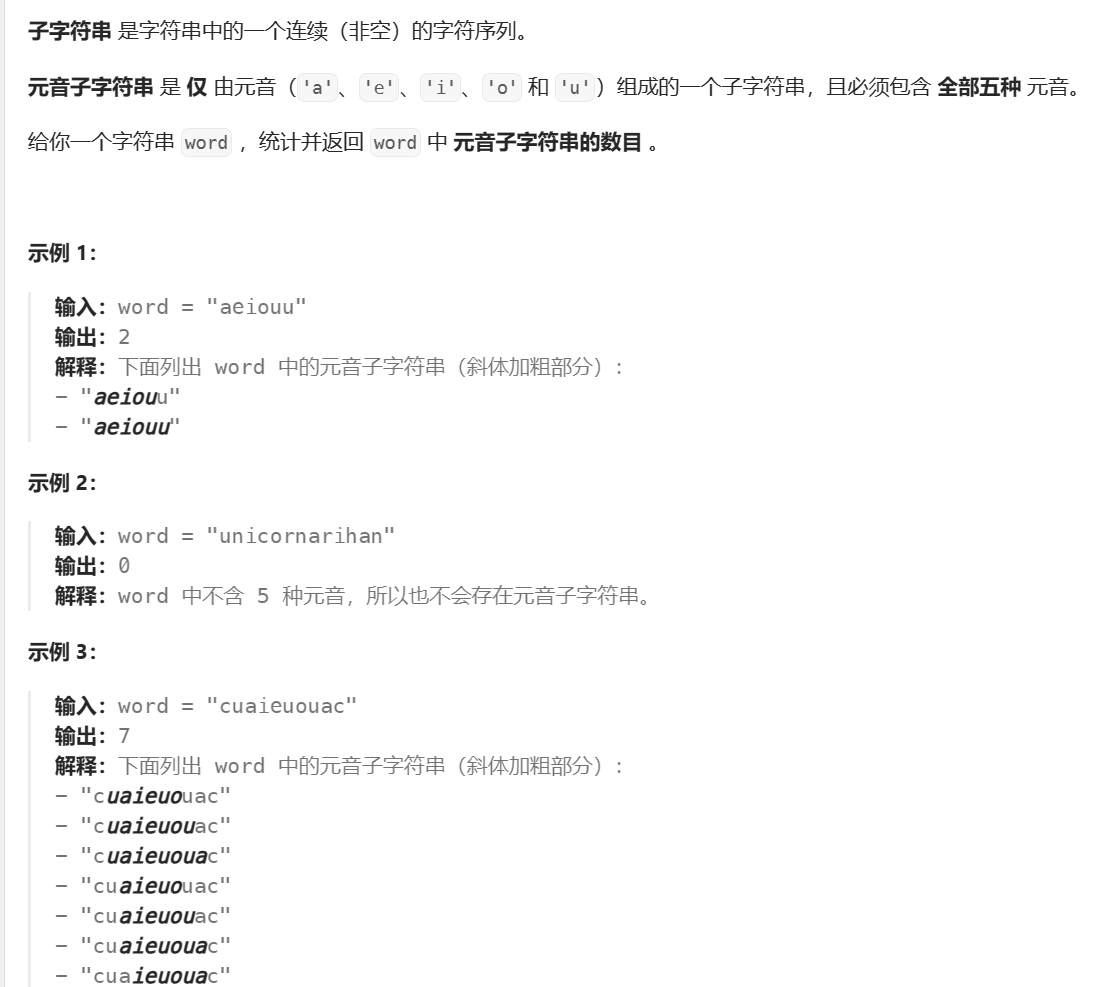 子字符串 是字符串中的一个连续（非空）的字符序列。
元音子字符串 是 仅 由元音（'a'、'e'、'i'、'o' 和 'u'）组成的一个子字符串，且必须包含 全部五种 元音。
给你一个字符串 word ，统计并返回 word 中 元音子字符串的数目 。
示例 1：
输入：word = "aeiouu"
输出：2
解释：下面列出 word 中的元音子字符串（斜体加粗部分）：
- "aeiouu"
- "aeiouu"
示例 2：
输入：word = "unicornarihan"
输出：0
解释：word 中不含 5 种元音，所以也不会存在元音子字符串。
示例 3：
输入：word = "cuaieuouac"
输出：7
解释：下面列出 word 中的元音子字符串（斜体加粗部分）：
- "cuaieuouac"
- "cuaieuouac"
- "cuaieuouac"
- "cuaieuouac"
- "cuaieuouac"
- "cuaieuouac"
- "cuaieuouac"